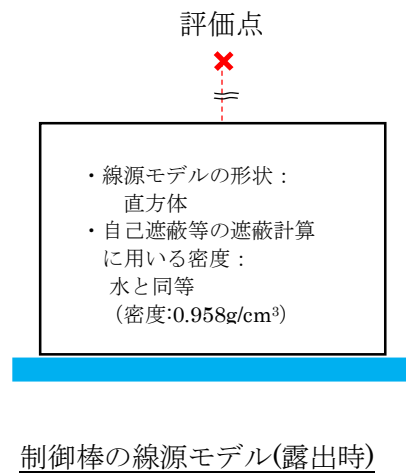 評価点
・線源モデルの形状：
直方体
・自己遮蔽等の遮蔽計算
に用いる密度：
水と同等
（密度:0.958g/cm³）
制御棒の線源モデル(露出時)